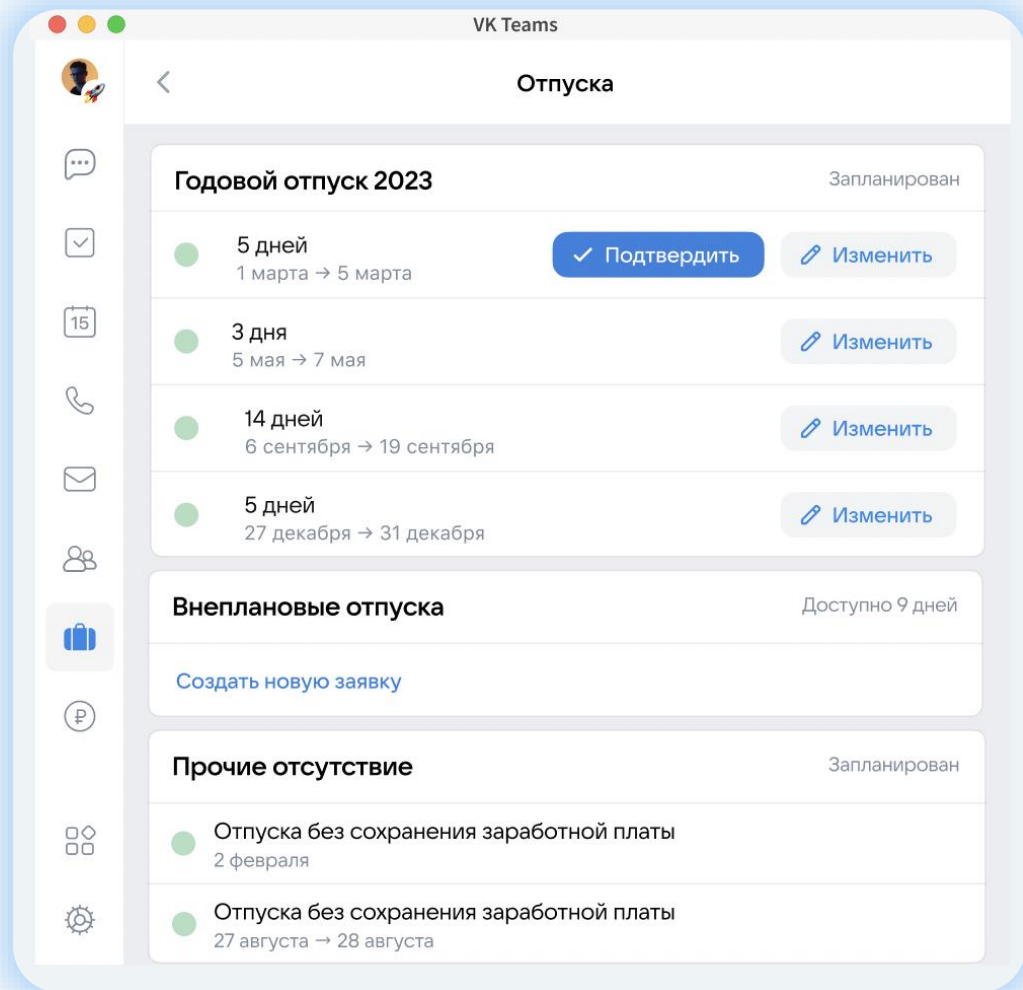 VK Teams
Отпуска
Годовой отпуск 2023
Запланирован
5 дней
1 марта → 5 марта
Подтвердить
Изменить
3 дня
5 мая → 7 мая
Изменить
15
14 дней
6 сентября → 19 сентября
Изменить
5 дней
27 декабря → 31 декабря
Изменить
Внеплановые отпуска
Доступно 9 дней
Создать новую заявку
Прочие отсутствие
Запланирован
Отпуска без сохранения заработной платы
2 февраля
Отпуска без сохранения заработной платы
27 августа → 28 августа